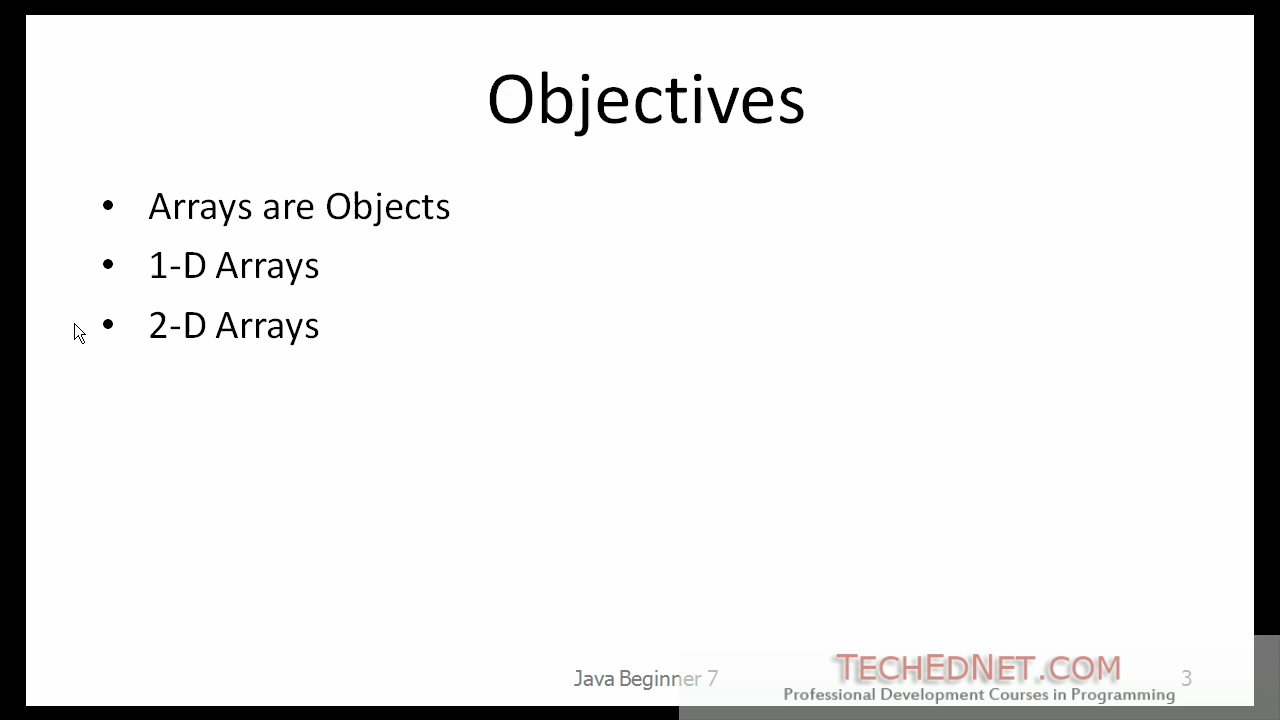 Objectives
• Arrays are Objects
• 1-D Arrays
• 2-D Arrays
Java Beginner 7
TECHEDNET.COM
3
Professional Development Courses in Programming